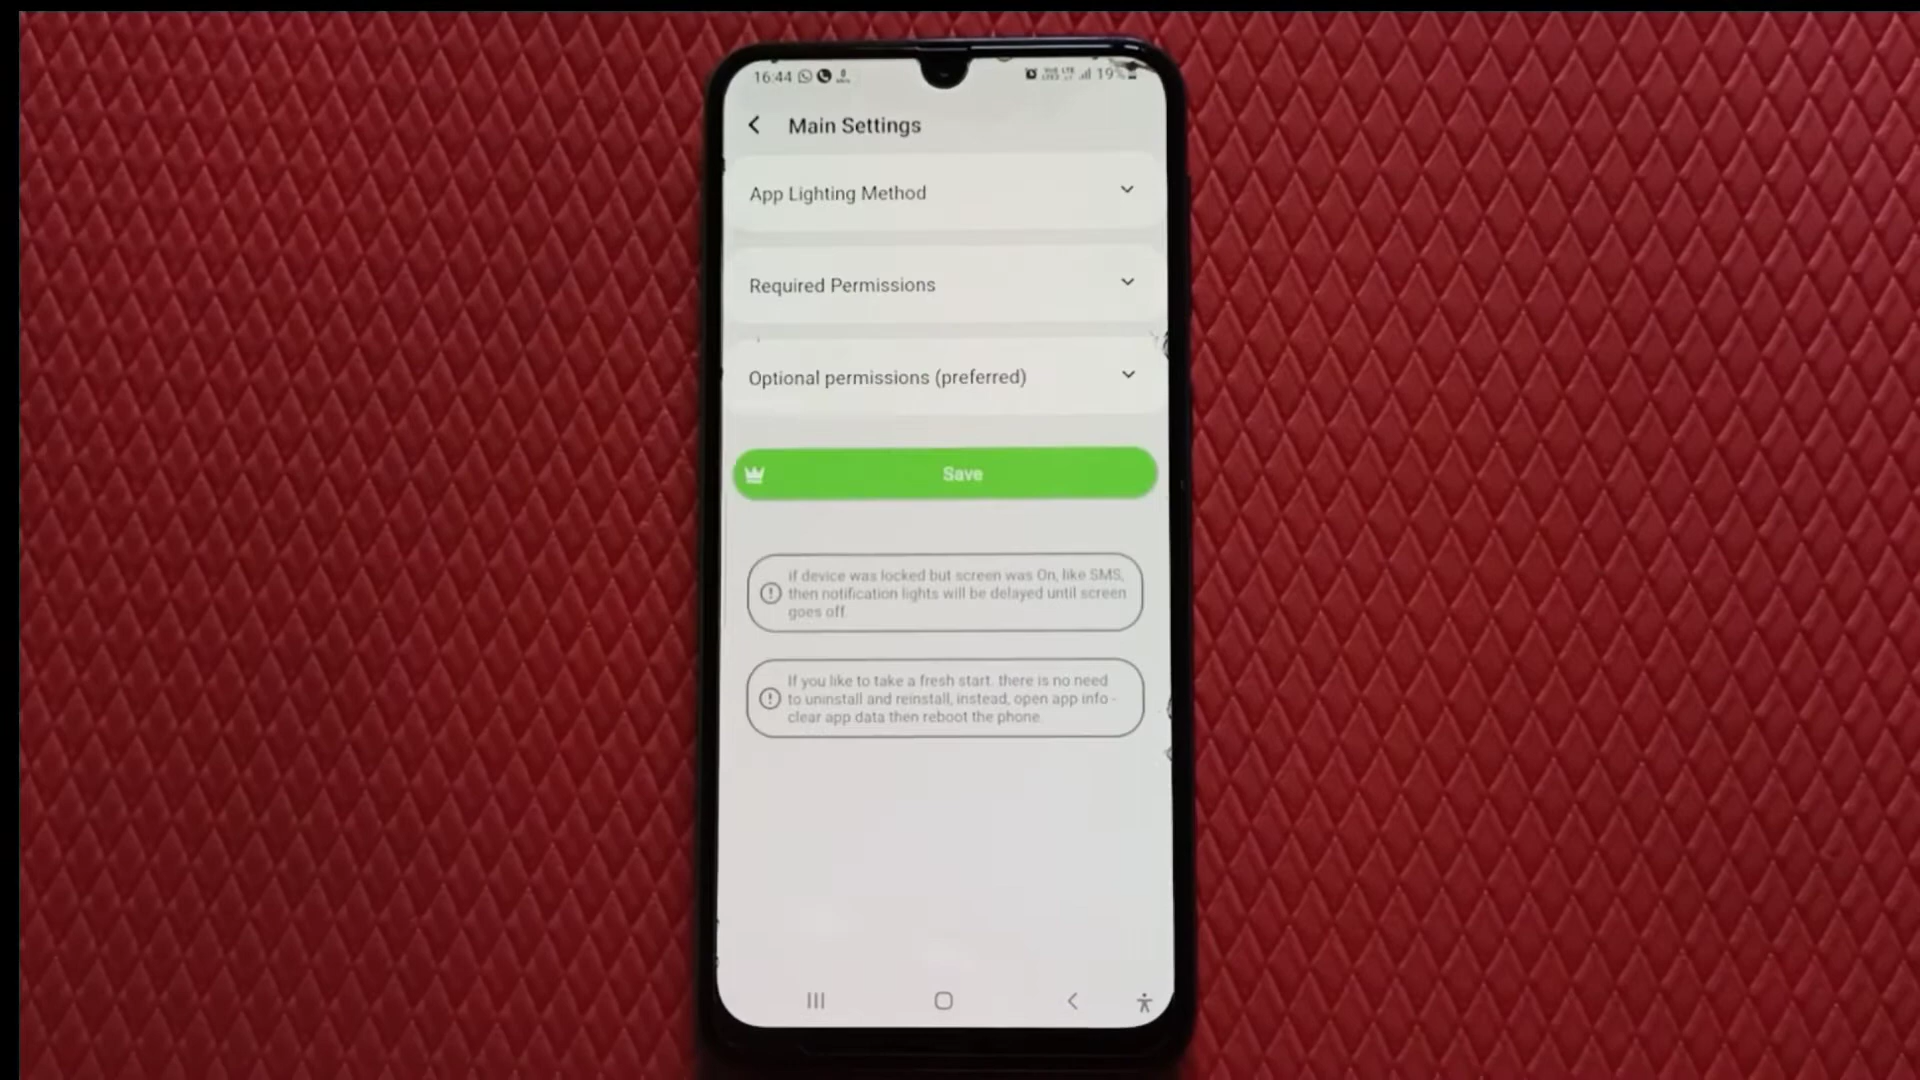 16:44 19%
Main Settings
App Lighting Method
Required Permissions
Optional permissions (preferred)
Save
if device was locked but screen was On, like SMS,
then notification lights will be delayed until screen
goes off.
If you like to take a fresh start. there is no need
to uninstall and reinstall, instead, open app info -
clear app data then reboot the phone.